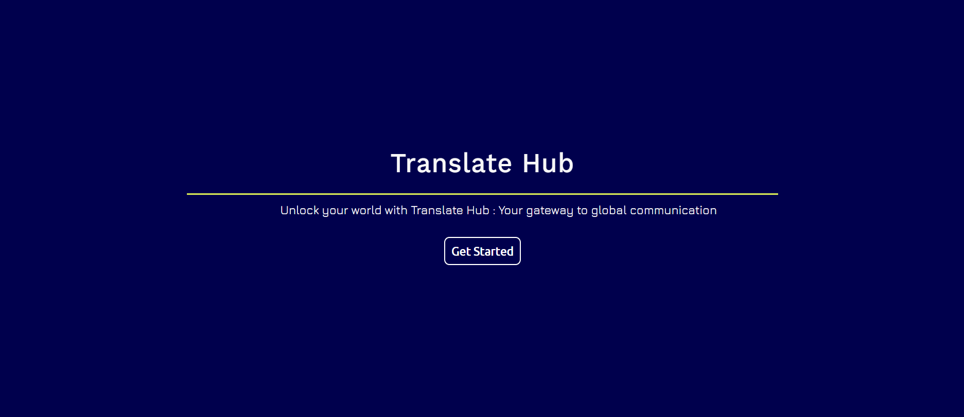 Translate Hub
Unlock your world with Translate Hub : Your gateway to global communication
Get Started